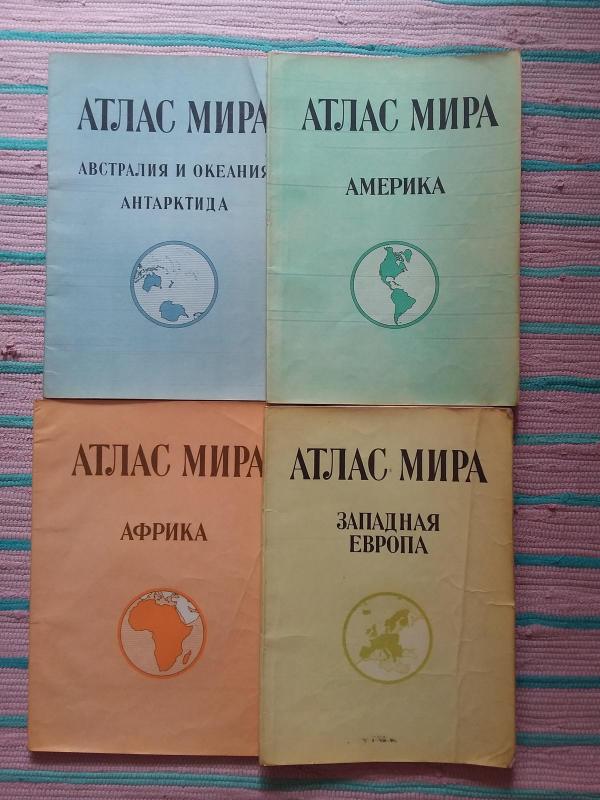 АТЛАС МИРА
АВСТРАЛИЯ И ОКЕАНИЯ
АНТАРКТИДА
АТЛАС МИРА
АМЕРИКА
АТЛАС МИРА
АФРИКА
АТЛАС МИРА
ЗАПАДНАЯ
ЕВРОПА